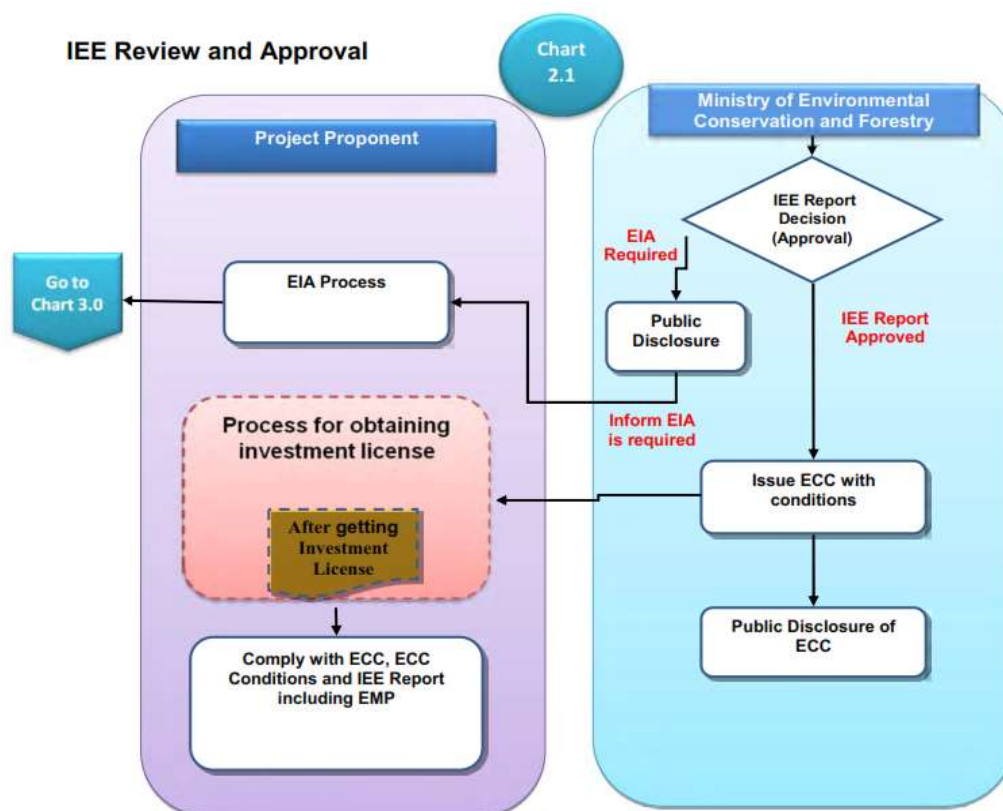 IEE Review and Approval
Chart
2.1
Project Proponent
Ministry of Environmental
Conservation and Forestry
IEE Report
Decision
(Approval)
EIA
Required
Go to
Chart 3.0
EIA Process
Public
Disclosure
IEE Report
Approved
Inform EIA
is required
Process for obtaining
investment license
After getting
Investment
License
Issue ECC with
conditions
Public Disclosure of
ECC
Comply with ECC, ECC
Conditions and IEE Report
including EMP